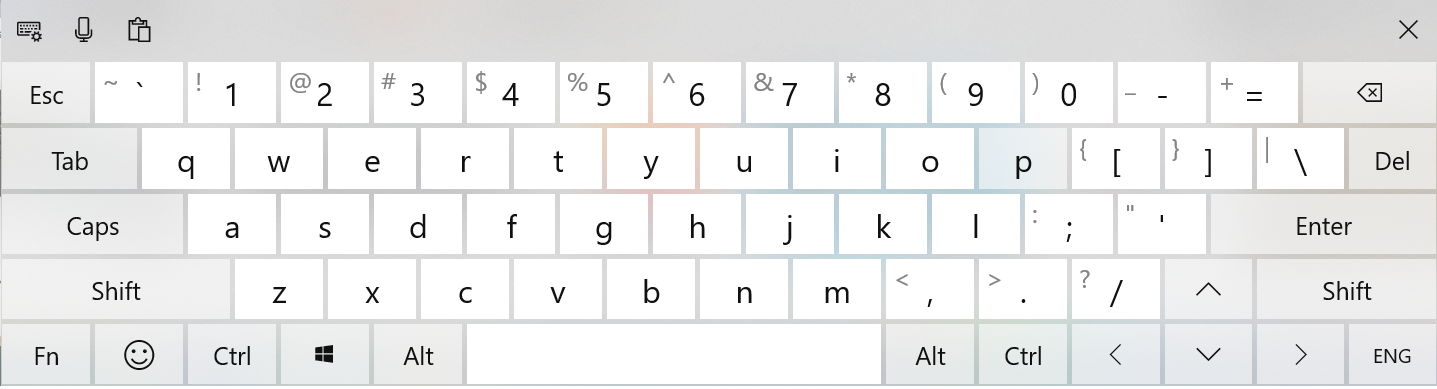 Esc ~ ` ! 1 @ 2 # 3 $ 4 % 5 ^ 6 & 7 * 8 ( 9 ) 0 _ - + =
Tab q w e r t y u i o p { [ } ] | \ Del
Caps a s d f g h j k l : ; " ' Enter
Shift z x c v b n m < , > . ? / Shift
Fn Ctrl Alt Alt Ctrl ENG